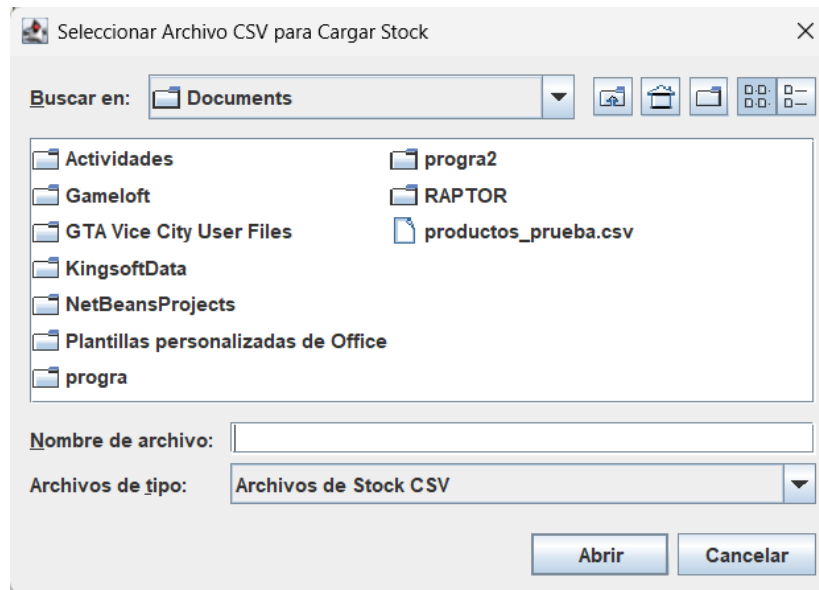 Seleccionar Archivo CSV para Cargar Stock
Buscar en: Documents
Actividades
Gameloft
GTA Vice City User Files
KingsoftData
NetBeansProjects
Plantillas personalizadas de Office
progra
progra2
RAPTOR
productos_prueba.csv
Nombre de archivo:
Archivos de tipo: Archivos de Stock CSV
Abrir Cancelar